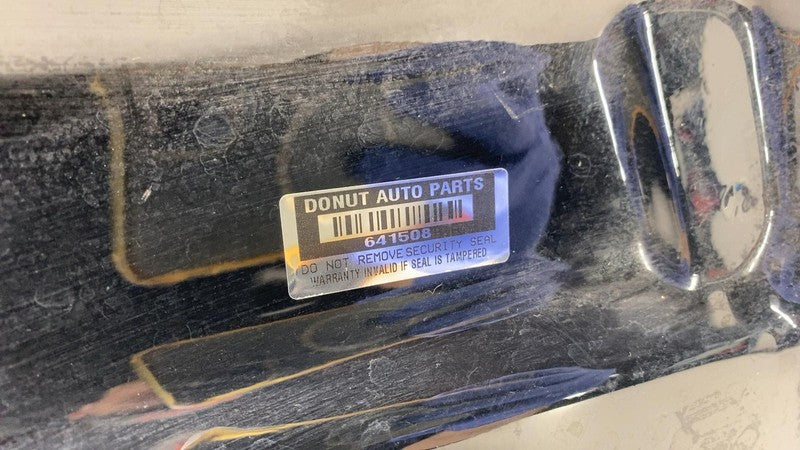 DONUT AUTO PARTS
641508
DO NOT REMOVE SECURITY SEAL
WARRANTY INVALID IF SEAL IS TAMPERED